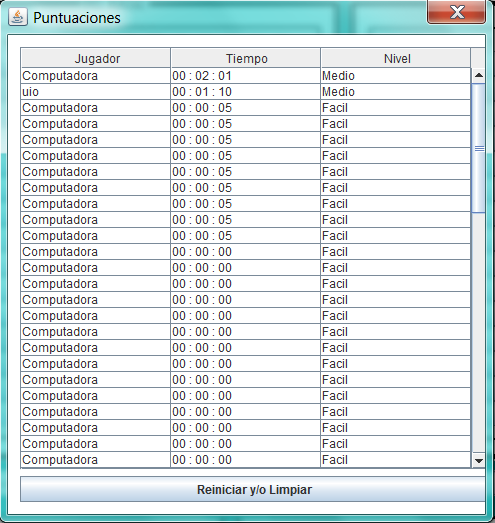 Puntuaciones
Jugador Tiempo Nivel
Computadora 00 : 02 : 01 Medio
uio 00 : 01 : 10 Medio
Computadora 00 : 00 : 05 Facil
Computadora 00 : 00 : 05 Facil
Computadora 00 : 00 : 05 Facil
Computadora 00 : 00 : 05 Facil
Computadora 00 : 00 : 05 Facil
Computadora 00 : 00 : 05 Facil
Computadora 00 : 00 : 05 Facil
Computadora 00 : 00 : 05 Facil
Computadora 00 : 00 : 05 Facil
Computadora 00 : 00 : 00 Facil
Computadora 00 : 00 : 00 Facil
Computadora 00 : 00 : 00 Facil
Computadora 00 : 00 : 00 Facil
Computadora 00 : 00 : 00 Facil
Computadora 00 : 00 : 00 Facil
Computadora 00 : 00 : 00 Facil
Computadora 00 : 00 : 00 Facil
Computadora 00 : 00 : 00 Facil
Computadora 00 : 00 : 00 Facil
Computadora 00 : 00 : 00 Facil
Computadora 00 : 00 : 00 Facil
Computadora 00 : 00 : 00 Facil
Computadora 00 : 00 : 00 Facil
Reiniciar y/o Limpiar